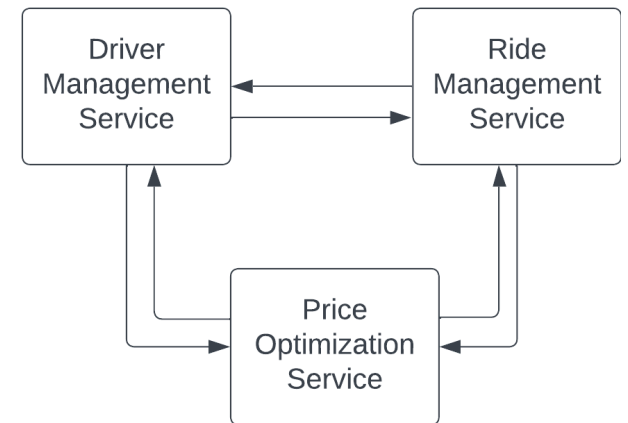 Driver
Management
Service
Ride
Management
Service
Price
Optimization
Service